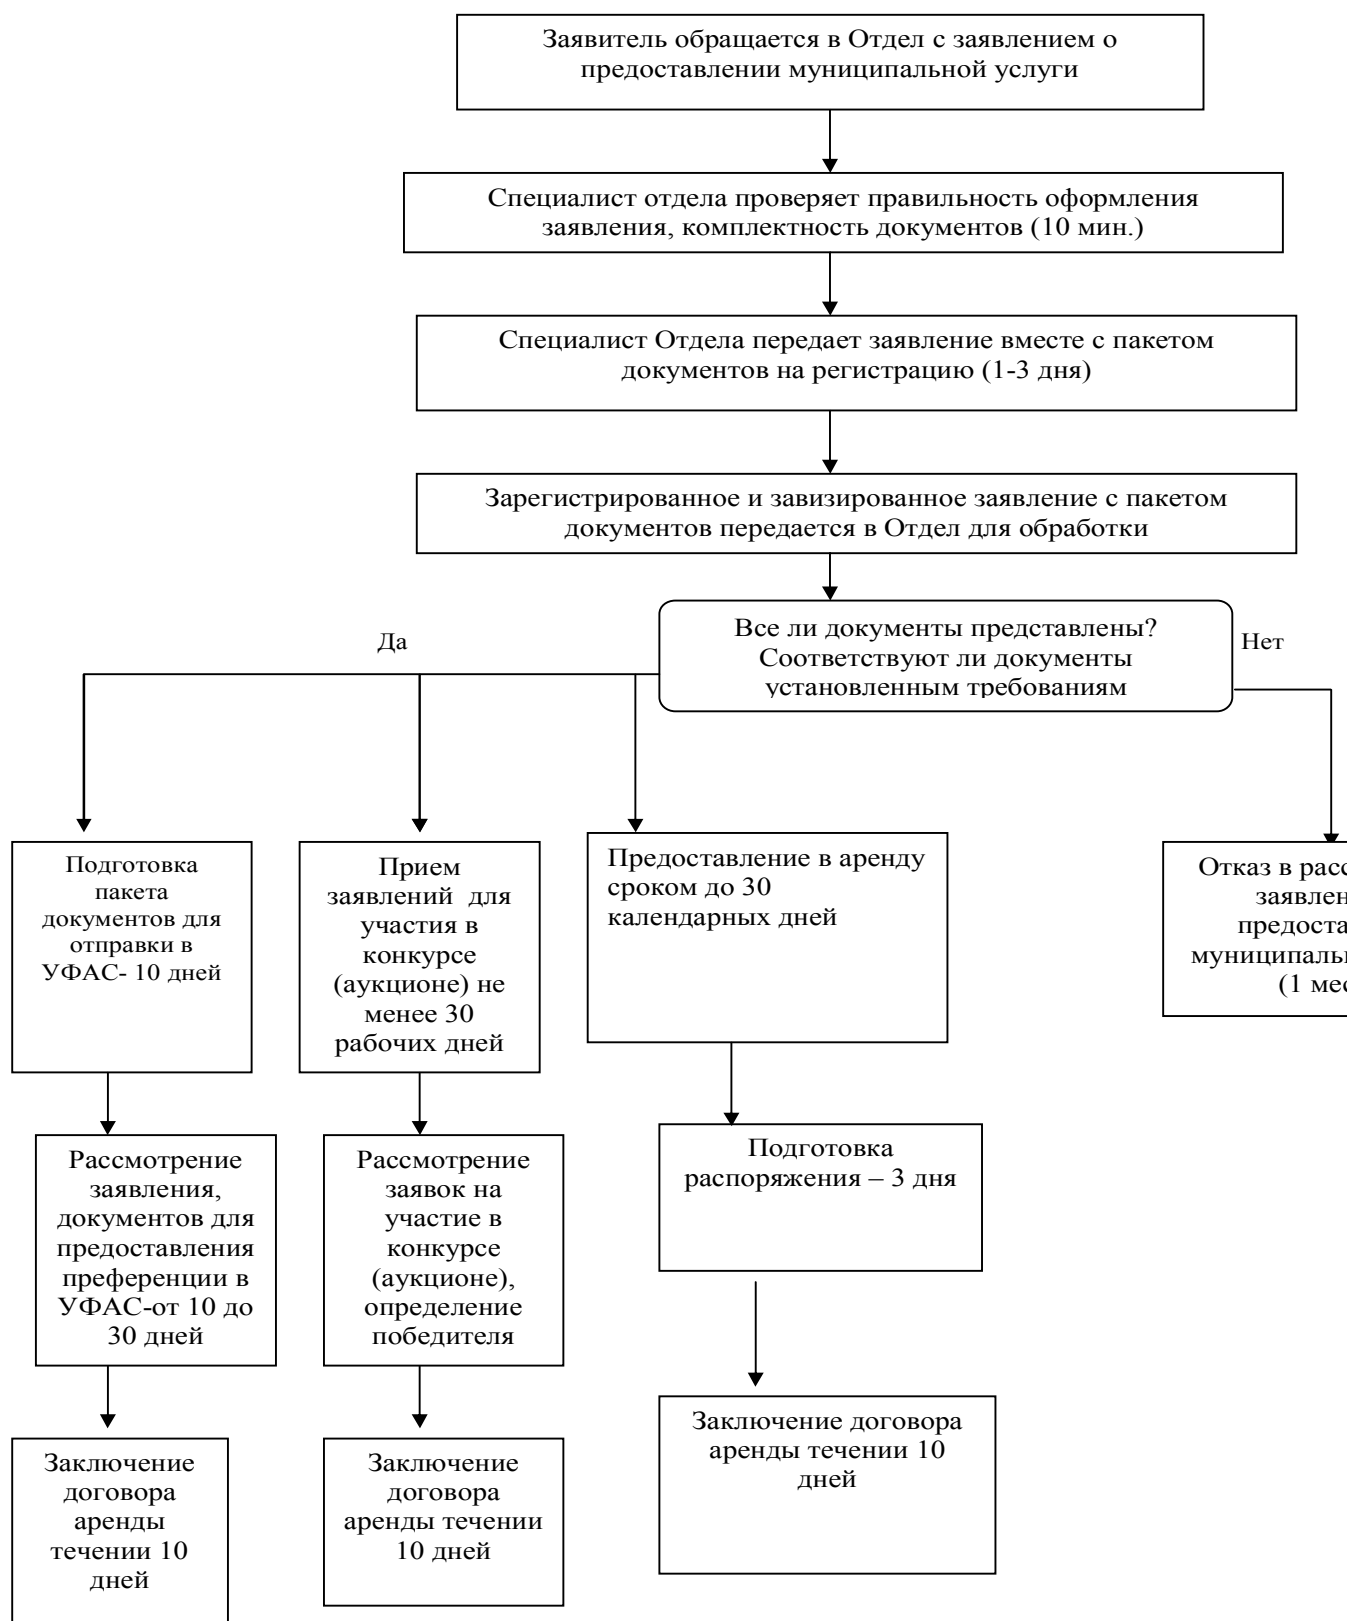 Заявитель обращается в Отдел с заявлением о
предоставлении муниципальной услуги
Специалист отдела проверяет правильность оформления
заявления, комплектность документов (10 мин.)
Специалист Отдела передает заявление вместе с пакетом
документов на регистрацию (1-3 дня)
Зарегистрированное и завизированное заявление с пакетом
документов передается в Отдел для обработки
Все ли документы представлены?
Соответствуют ли документы
установленным требованиям
Да
Нет
Подготовка
пакета
документов для
отправки в
УФАС- 10 дней
Прием
заявлений для
участия в
конкурсе
(аукционе) не
менее 30
рабочих дней
Предоставление в аренду
сроком до 30
календарных дней
Отказ в
(1
Рассмотрение
заявления,
документов для
предоставления
преференции в
УФАС-от 10 до
30 дней
Рассмотрение
заявок на
участие в
конкурсе
(аукционе),
определение
победителя
Подготовка
распоряжения – 3 дня
Заключение
договора
аренды
течении 10
дней
Заключение
договора
аренды течении
10 дней
Заключение договора
аренды течении 10
дней